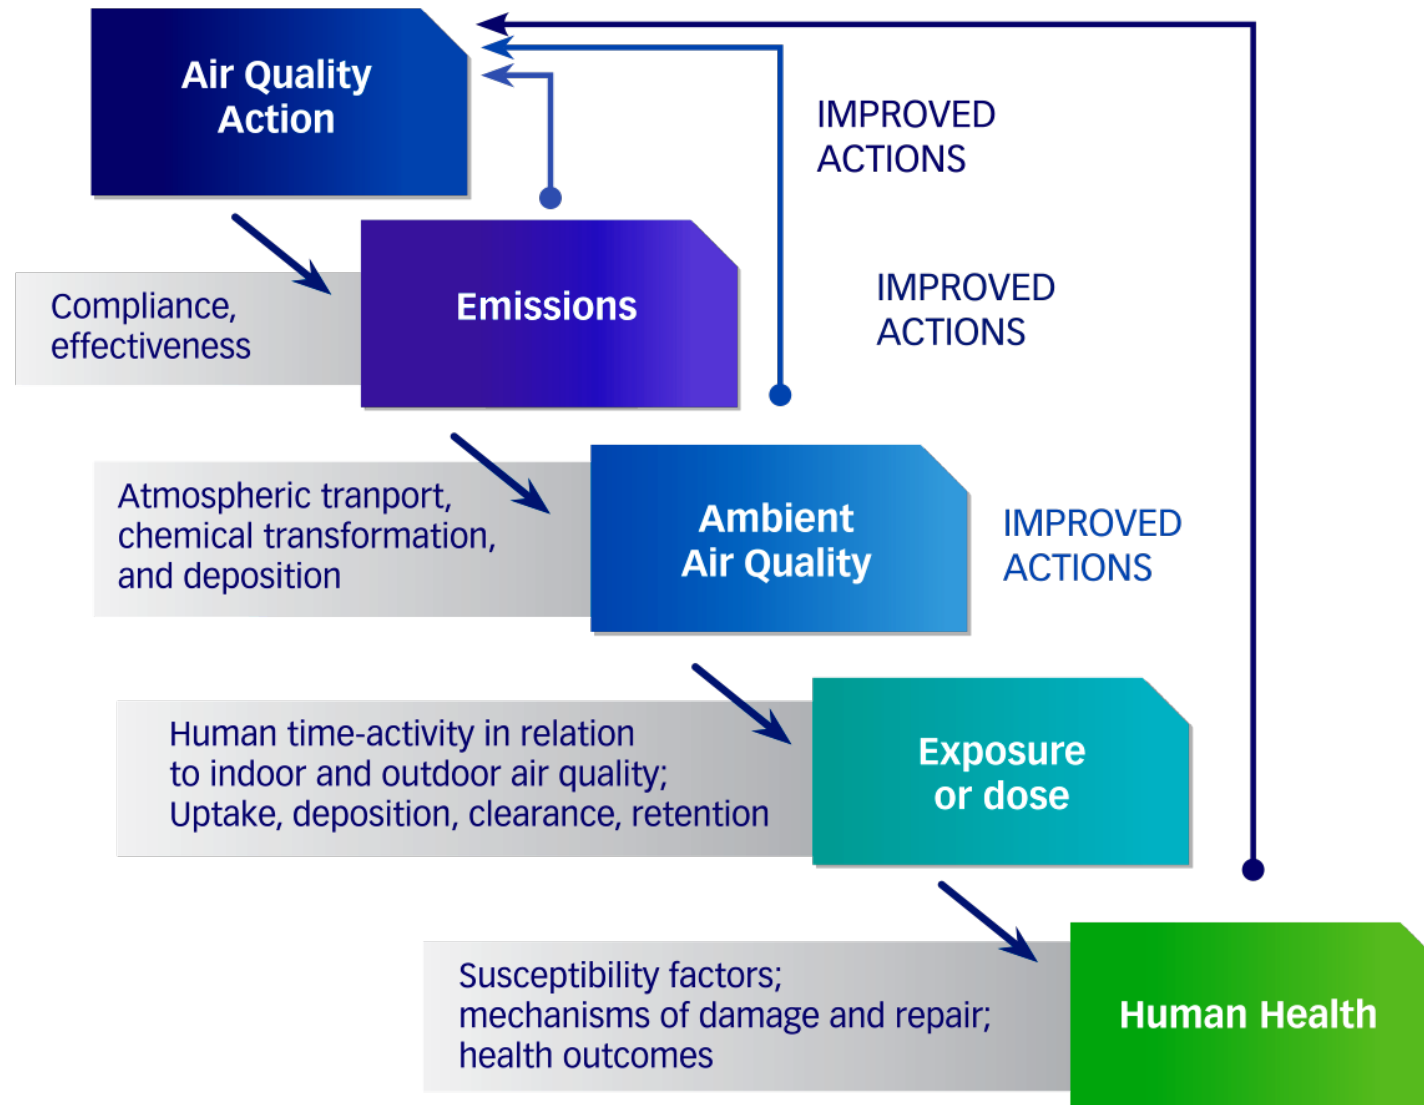 Air Quality
Action
IMPROVED
ACTIONS
Compliance,
effectiveness
Emissions
IMPROVED
ACTIONS
Atmospheric tranport,
chemical transformation,
and deposition
Ambient
Air Quality
IMPROVED
ACTIONS
Human time-activity in relation
to indoor and outdoor air quality;
Uptake, deposition, clearance, retention
Exposure
or dose
Susceptibility factors;
mechanisms of damage and repair;
health outcomes
Human Health